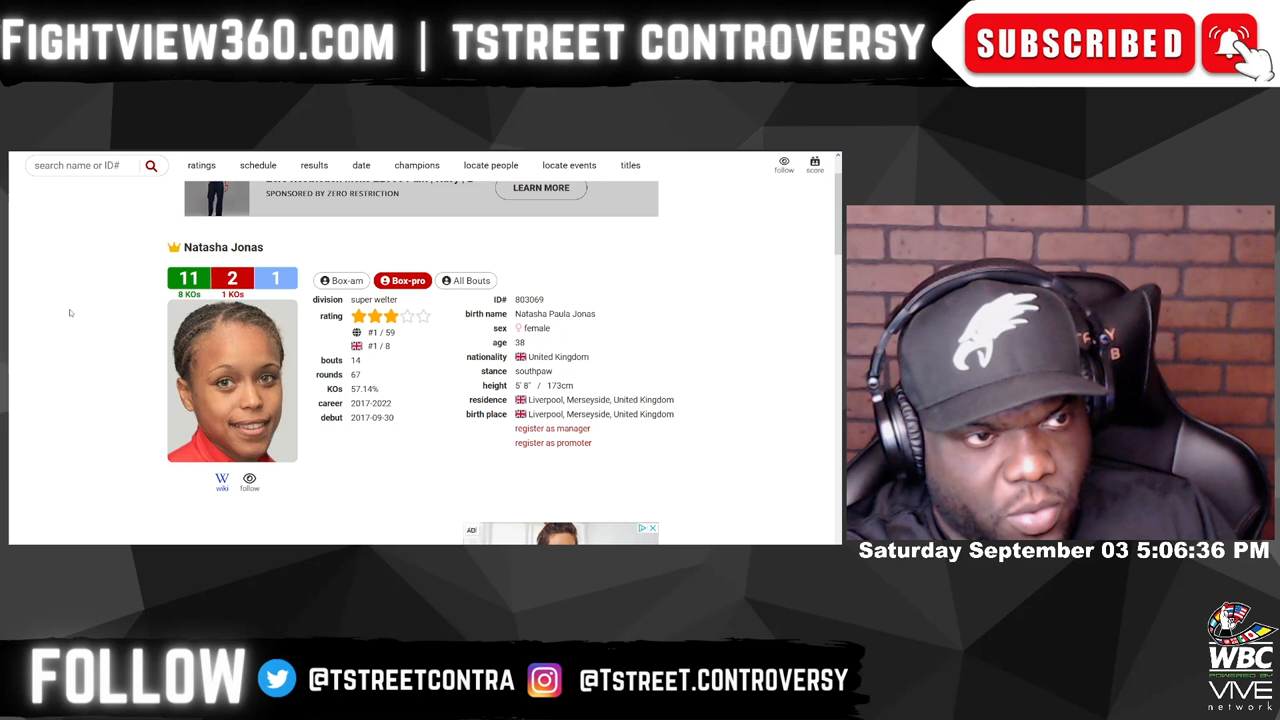 FIGHTVIEW360.COM | TSTREET CONTROVERSY
SUBSCRIBED
search name or ID#
ratings schedule results date champions locate people locate events titles
follow
score
SPONSORED BY ZERO RESTRICTION
LEARN MORE
Natasha Jonas
11 2 1
8 KOs 1 KOs
Box-am Box-pro All Bouts
division super welter
rating
#1 / 59
#1 / 8
bouts 14
rounds 67
KOs 57.14%
career 2017-2022
debut 2017-09-30
ID# 803069
birth name Natasha Paula Jonas
sex female
age 38
nationality United Kingdom
stance southpaw
height 5' 8" / 173cm
residence Liverpool, Merseyside, United Kingdom
birth place Liverpool, Merseyside, United Kingdom
register as manager
register as promoter
W
wiki
follow
AD
Saturday September 03 5:06:36 PM
FOLLOW @TSTREETCONTRA @TSTREET.CONTROVERSY
WBC
POWERED BY
VIVE
network